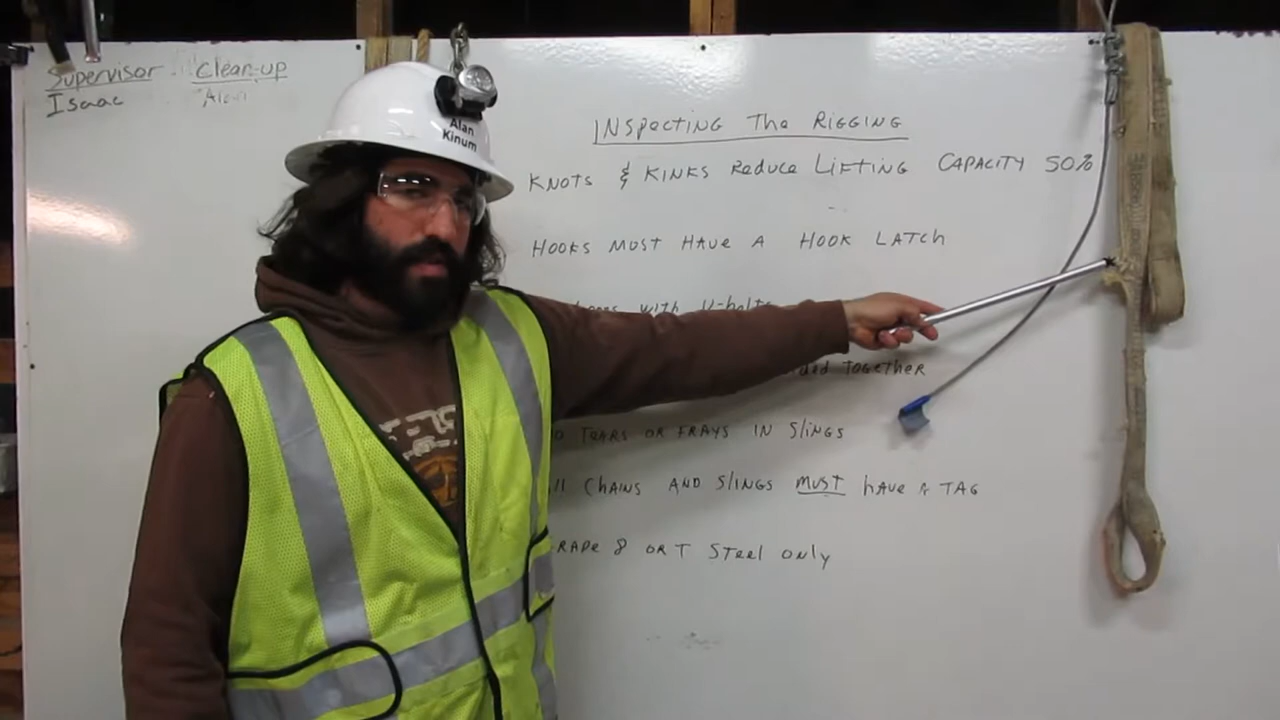 Supervisor Clean-up
Isaac Alan
Alan
Kinum
INSpecting The Rigging
KNOTS & KINKS Reduce LiFTiNG CAPACITY 50%
HOOKS MUST HAVE A HOOK LATCH
with U-bolts
Together
TEARS OR FRAYS IN SlINGS
CHAINS AND SlINGS MUST HAVE A TAG
8 OR T STeel ONly